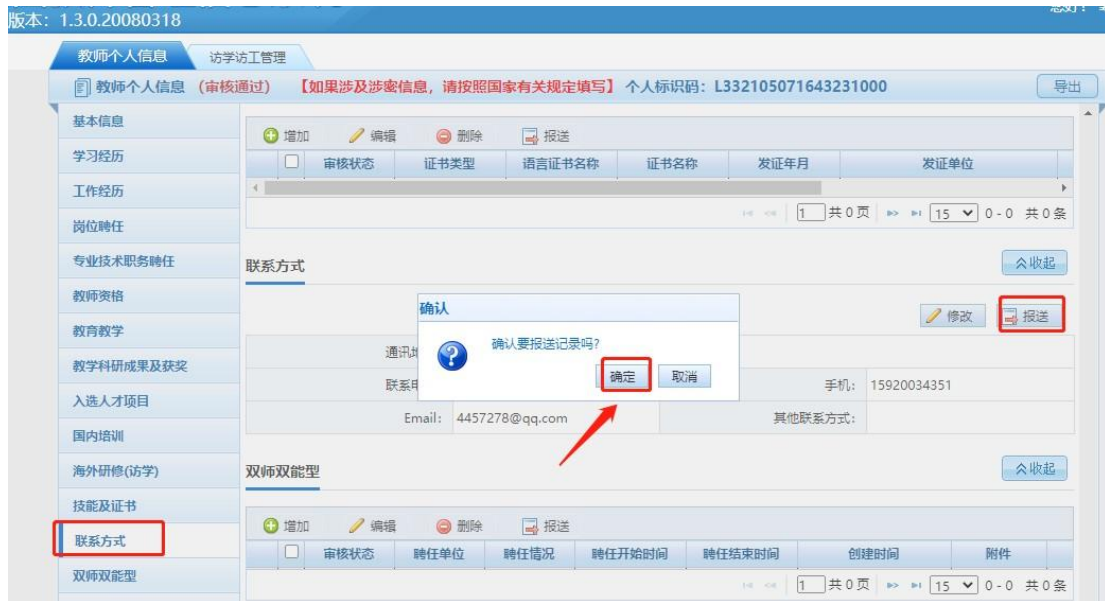 版本: 1.3.0.20080318
教师个人信息 访学访工管理
教师个人信息 (审核通过) 【如果涉及涉密信息，请按照国家有关规定填写】 个人标识码: L332105071643231000 导出
基本信息
学习经历
工作经历
岗位聘任
专业技术职务聘任
教师资格
教育教学
教学科研成果及获奖
入选人才项目
国内培训
海外研修(访学)
技能及证书
联系方式
双师双能型
增加 编辑 删除 报送
审核状态 证书类型 语言证书名称 证书名称 发证年月 发证单位
1 共0页 15 0-0 共0条
联系方式 收起
修改 报送
确认
确认要报送记录吗?
确定 取消
手机: 15920034351
Email: 4457278@qq.com 其他联系方式:
双师双能型 收起
增加 编辑 删除 报送
审核状态 聘任单位 聘任情况 聘任开始时间 聘任结束时间 创建时间 附件
1 共0页 15 0-0 共0条